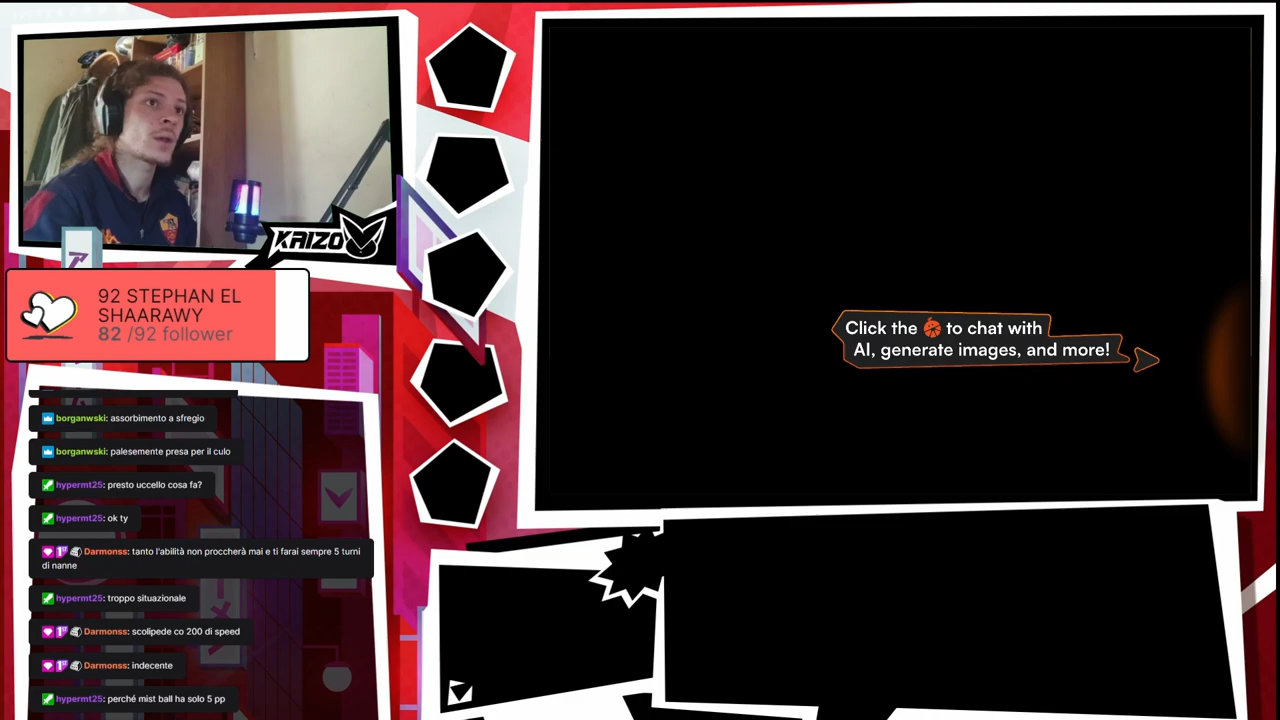 KAIZO
92 STEPHAN EL
SHAARAWY
82 /92 follower
borganwski: assorbimento a sfregio
borganwski: palesemente presa per il culo
hypermt25: presto uccello cosa fa?
hypermt25: ok ty
Darmonss: tanto l'abilità non proccherà mai e ti farai sempre 5 turni
di nanne
hypermt25: troppo situazionale
Darmonss: scolipede co 200 di speed
Darmonss: indecente
hypermt25: perché mist ball ha solo 5 pp
Click the to chat with
AI, generate images, and more!